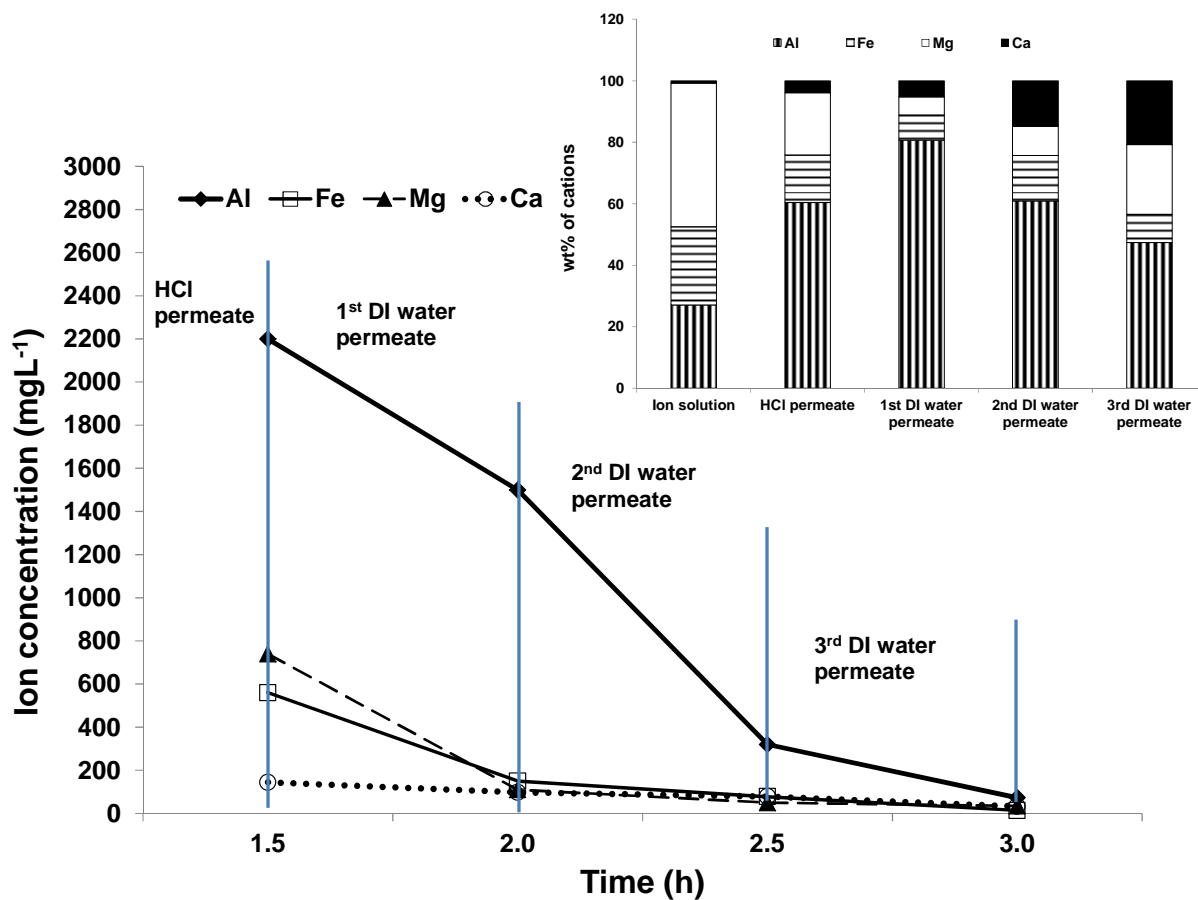 120
100
80
60
40
20
0
wt% of cations
Al Fe Mg Ca
Ion solution HCl permeate 1st DI water 2nd DI water 3rd DI water
permeate permeate permeate
3000
2800
2600
2400
2200
2000
1800
1600
1400
1200
1000
800
600
400
200
0
Ion concentration (mgL⁻¹)
Al Fe Mg Ca
HCl
permeate
1ˢᵗ DI water
permeate
2ⁿᵈ DI water
permeate
3ʳᵈ DI water
permeate
1.5 2.0 2.5 3.0
Time (h)